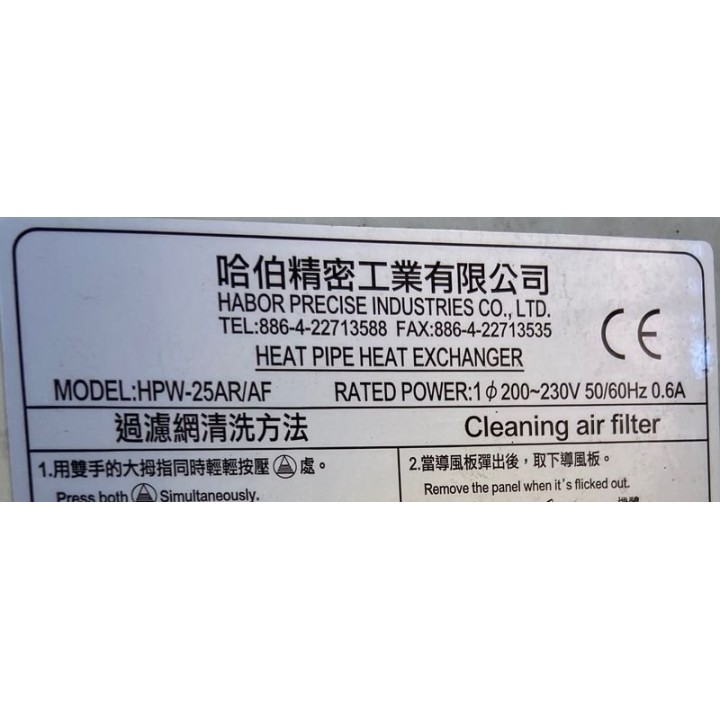 哈伯精密工業有限公司
HABOR PRECISE INDUSTRIES CO., LTD.
TEL:886-4-22713588 FAX:886-4-22713535
CE
HEAT PIPE HEAT EXCHANGER
MODEL:HPW-25AR/AF RATED POWER:1ϕ200~230V 50/60Hz 0.6A
過濾網清洗方法 Cleaning air filter
1.用雙手的大拇指同時輕輕按壓處。
Press both Simultaneously.
2.當導風板彈出後，取下導風板。
Remove the panel when it's flicked out.